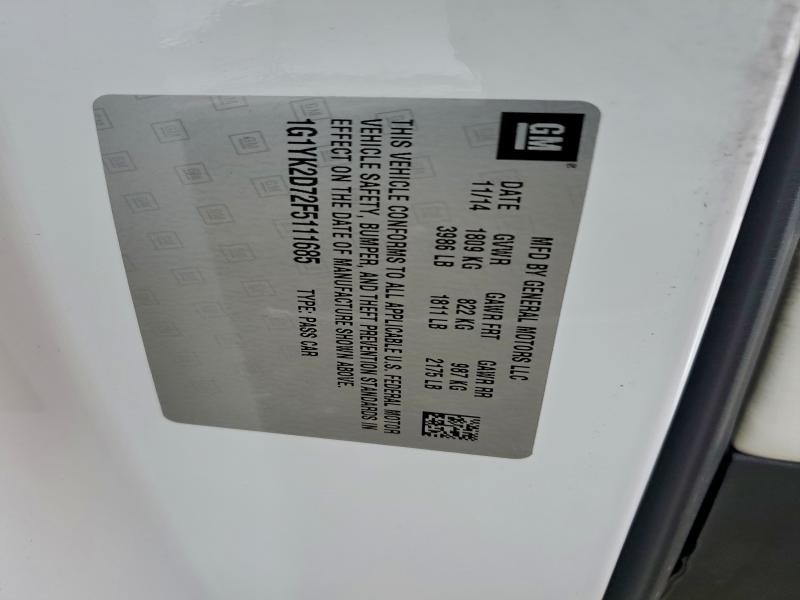 GM®
MFD BY GENERAL MOTORS LLC
DATE GVWR GAWR FRT GAWR RR
11/14 1809 KG 822 KG 987 KG
3986 LB 1811 LB 2175 LB
THIS VEHICLE CONFORMS TO ALL APPLICABLE U.S. FEDERAL MOTOR
VEHICLE SAFETY, BUMPER, AND THEFT PREVENTION STANDARDS IN
EFFECT ON THE DATE OF MANUFACTURE SHOWN ABOVE.
1G1YK2D72F5111685 TYPE: PASS CAR